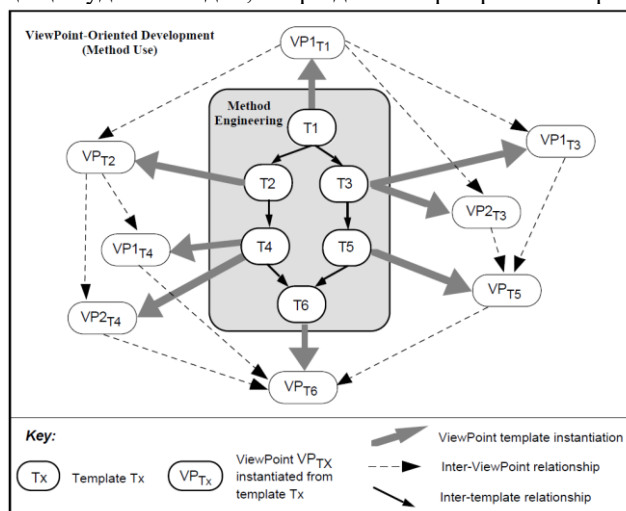 ViewPoint-Oriented Development
(Method Use)
VP1T1
Method
Engineering
T1
VPT2
VP1T3
T2
T3
VP2T3
VP1T4
T4
T5
VPT5
VP2T4
T6
VPT6
Key:
Tx
Template Tx
VPTx
ViewPoint VPTX
instantiated from
template Tx
ViewPoint template instantiation
Inter-ViewPoint relationship
Inter-template relationship